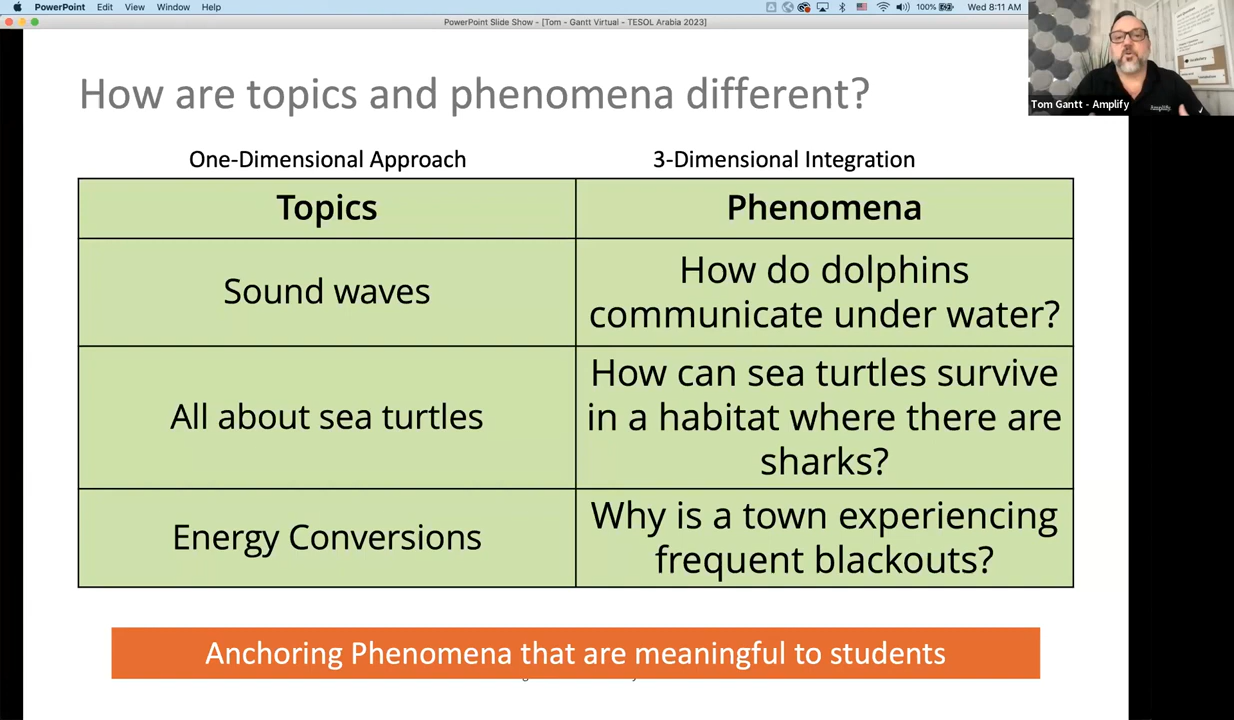 PowerPoint Edit View Window Help 100% Wed 8:11 AM
PowerPoint Slide Show - [Tom - Gantt Virtual - TESOL Arabia 2023]
Tom Gantt - Amplify
Amplify
How are topics and phenomena different?
One-Dimensional Approach 3-Dimensional Integration
Topics Phenomena
Sound waves
How do dolphins
communicate under water?
All about sea turtles
How can sea turtles survive
in a habitat where there are
sharks?
Energy Conversions
Why is a town experiencing
frequent blackouts?
Anchoring Phenomena that are meaningful to students